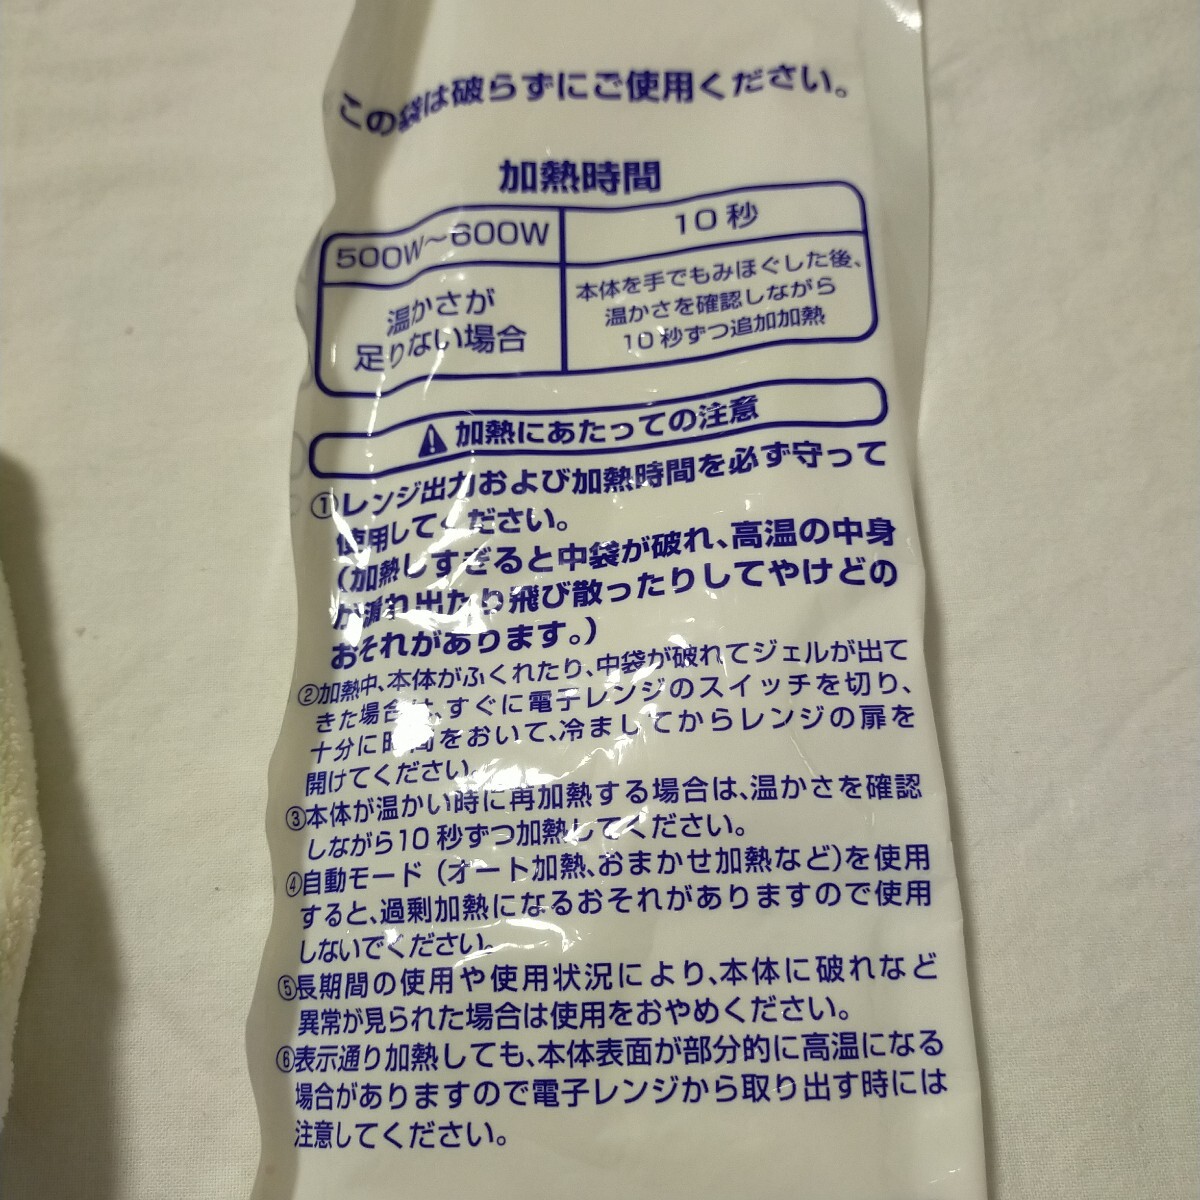 この袋は破らずにご使用ください。
加熱時間
500W〜600W
10秒
温かさが
足りない場合
本体を手でもみほぐした後、
温かさを確認しながら
10秒ずつ追加加熱
加熱にあたっての注意
①レンジ出力および加熱時間を必ず守って
使用してください。
(加熱しすぎると中袋が破れ、高温の中身
が漏れ出たり飛び散ったりしてやけどの
おそれがあります。)
②加熱中、本体がふくれたり、中袋が破れてジェルが出て
きた場合は、すぐに電子レンジのスイッチを切り、
十分に時間をおいて、冷ましてからレンジの扉を
開けてください。
③本体が温かい時に再加熱する場合は、温かさを確認
しながら10秒ずつ加熱してください。
④自動モード(オート加熱、おまかせ加熱など)を使用
すると、過剰加熱になるおそれがありますので使用
しないでください。
⑤長期間の使用や使用状況により、本体に破れなど
異常が見られた場合は使用をおやめください。
⑥表示通り加熱しても、本体表面が部分的に高温になる
場合がありますので電子レンジから取り出す時には
注意してください。